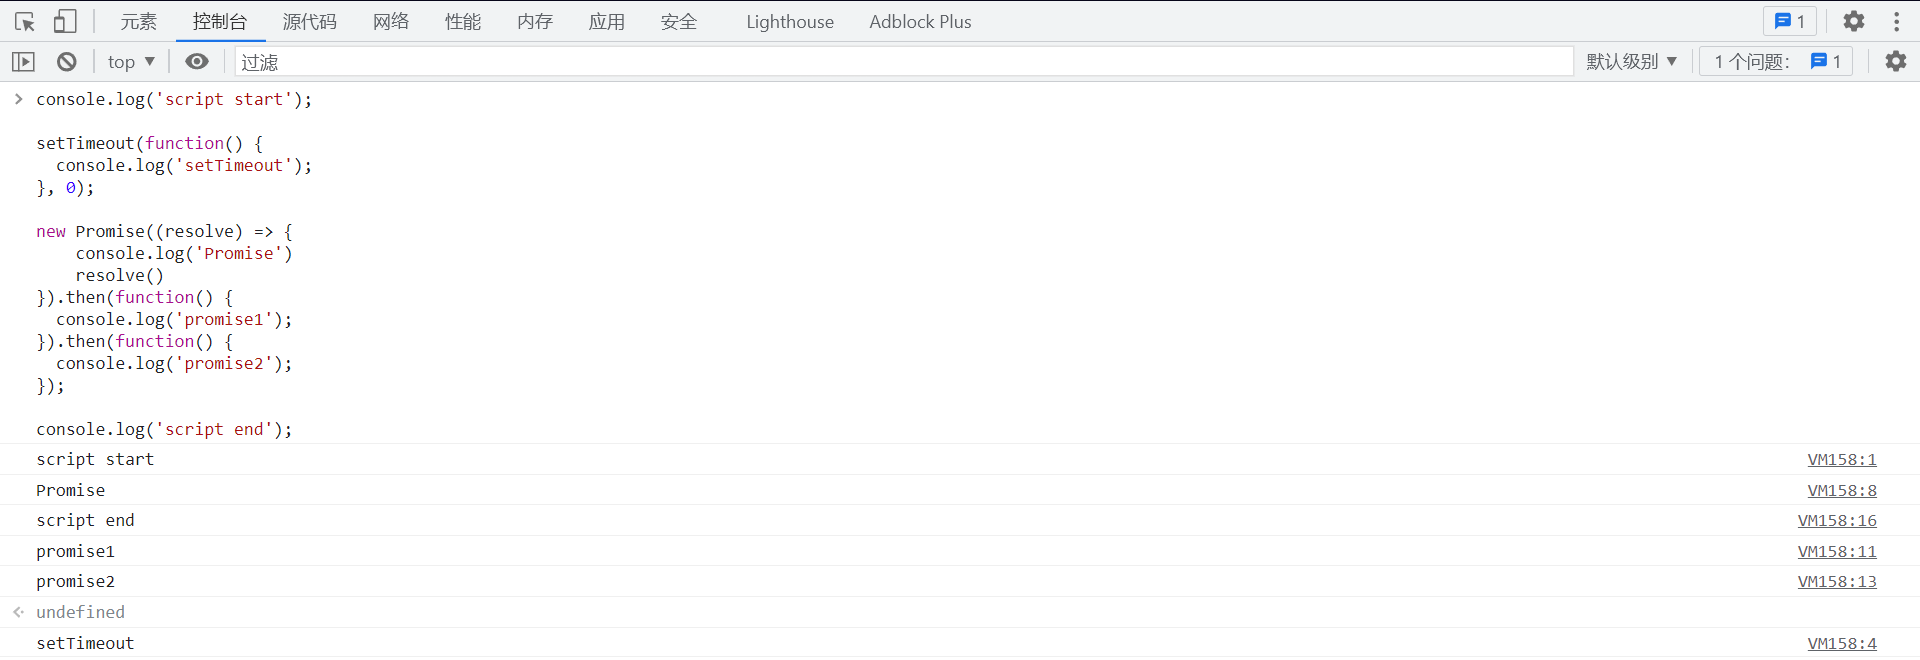 元素 控制台 源代码 网络 性能 内存 应用 安全 Lighthouse Adblock Plus 1
top ▼ 过滤 默认级别 ▼ 1 个问题： 1
console.log('script start');
setTimeout(function() {
  console.log('setTimeout');
}, 0);
new Promise((resolve) => {
    console.log('Promise')
    resolve()
}).then(function() {
  console.log('promise1');
}).then(function() {
  console.log('promise2');
});
console.log('script end');
script start VM158:1
Promise VM158:8
script end VM158:16
promise1 VM158:11
promise2 VM158:13
undefined
setTimeout VM158:4